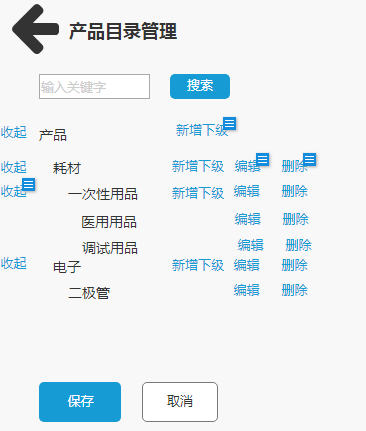 产品目录管理
输入关键字 搜索
收起 产品 新增下级
收起 耗材 新增下级 编辑 删除
收起 一次性用品 新增下级 编辑 删除
医用用品 编辑 删除
调试用品 编辑 删除
收起 电子 新增下级 编辑 删除
二极管 编辑 删除
保存 取消